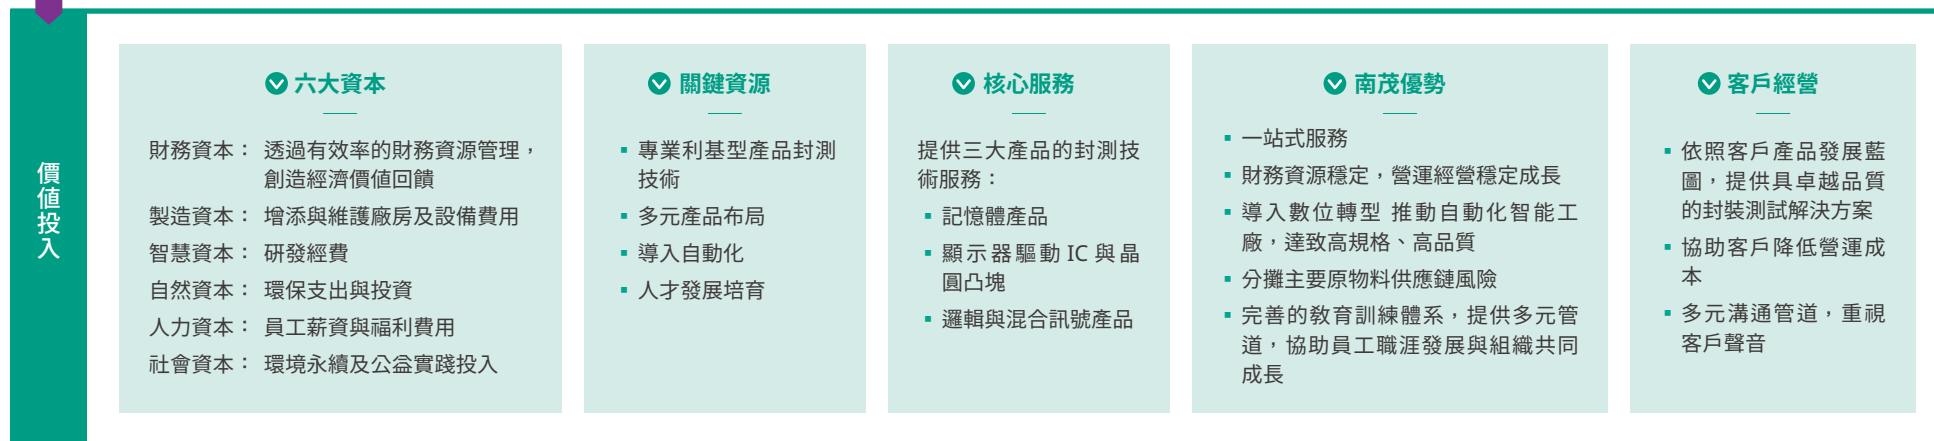 價值投入
六大資本
財務資本： 透過有效率的財務資源管理，
創造經濟價值回饋
製造資本： 增添與維護廠房及設備費用
智慧資本： 研發經費
自然資本： 環保支出與投資
人力資本： 員工薪資與福利費用
社會資本： 環境永續及公益實踐投入
關鍵資源
▪ 專業利基型產品封測
技術
▪ 多元產品布局
▪ 導入自動化
▪ 人才發展培育
核心服務
提供三大產品的封測技
術服務：
▪ 記憶體產品
▪ 顯示器驅動 IC 與晶
圓凸塊
▪ 邏輯與混合訊號產品
南茂優勢
▪ 一站式服務
▪ 財務資源穩定，營運經營穩定成長
▪ 導入數位轉型 推動自動化智能工
廠，達致高規格、高品質
▪ 分攤主要原物料供應鏈風險
▪ 完善的教育訓練體系，提供多元管
道，協助員工職涯發展與組織共同
成長
客戶經營
▪ 依照客戶產品發展藍
圖，提供具卓越品質
的封裝測試解決方案
▪ 協助客戶降低營運成
本
▪ 多元溝通管道，重視
客戶聲音